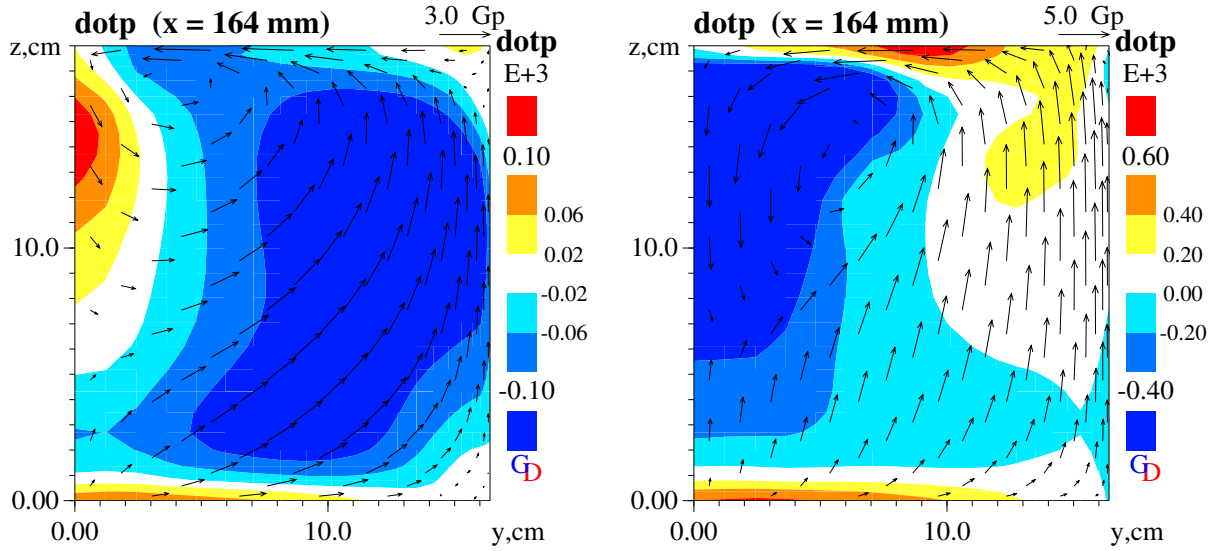 dotp (x = 164 mm)
3.0 Gp
z,cm
dotp
E+3
0.10
0.06
0.02
-0.02
-0.06
-0.10
G
D
10.0
0.00
0.00
10.0
y,cm
dotp (x = 164 mm)
5.0 Gp
z,cm
dotp
E+3
0.60
0.40
0.20
0.00
-0.20
-0.40
G
D
10.0
0.00
0.00
10.0
y,cm